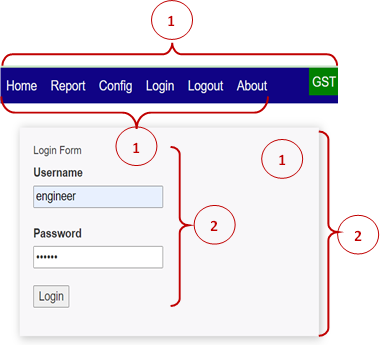 1
Home Report Config Login Logout About GST
1
1
Login Form
Username
engineer
2
2
Password
••••••
Login